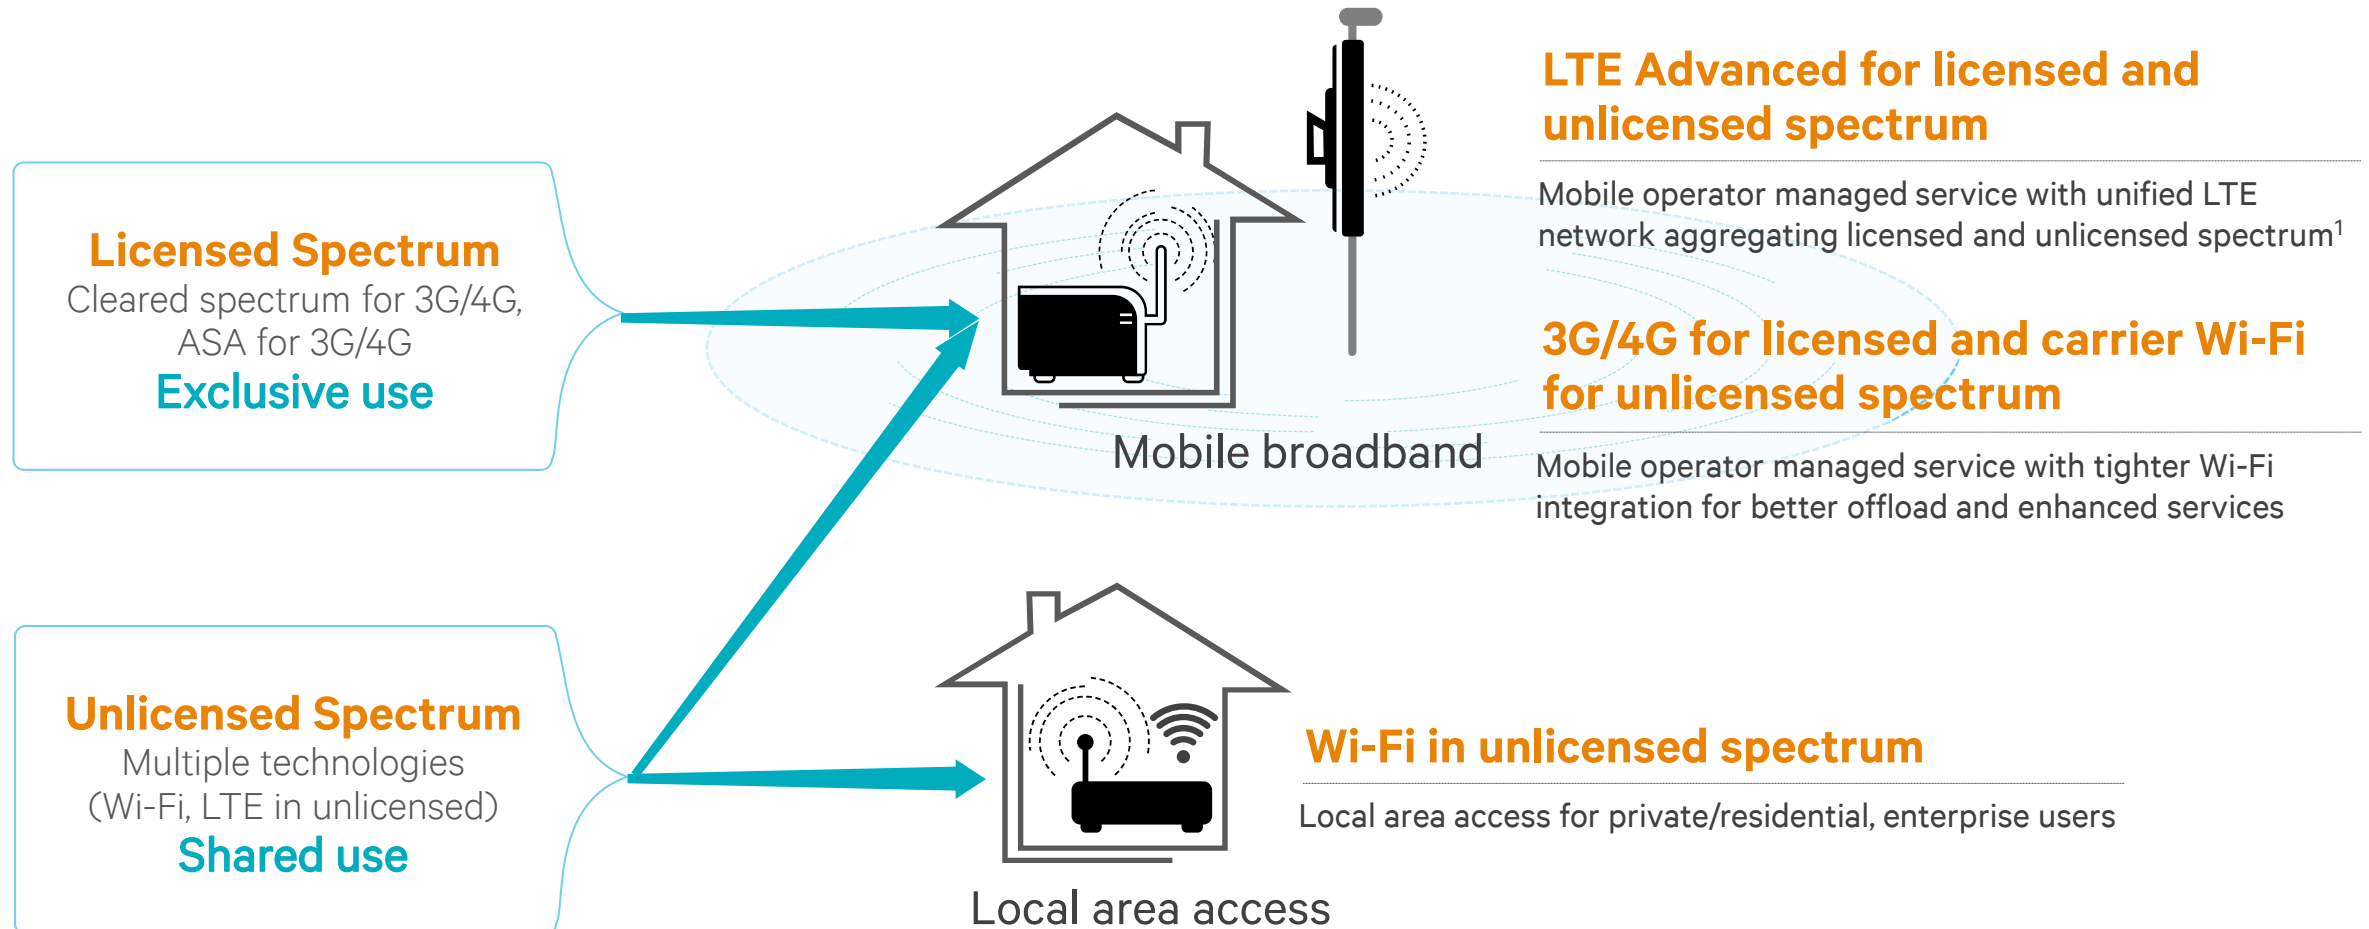 Licensed Spectrum
Cleared spectrum for 3G/4G,
ASA for 3G/4G
Exclusive use
Unlicensed Spectrum
Multiple technologies
(Wi-Fi, LTE in unlicensed)
Shared use
Mobile broadband
Local area access
LTE Advanced for licensed and
unlicensed spectrum
Mobile operator managed service with unified LTE
network aggregating licensed and unlicensed spectrum¹
3G/4G for licensed and carrier Wi-Fi
for unlicensed spectrum
Mobile operator managed service with tighter Wi-Fi
integration for better offload and enhanced services
Wi-Fi in unlicensed spectrum
Local area access for private/residential, enterprise users